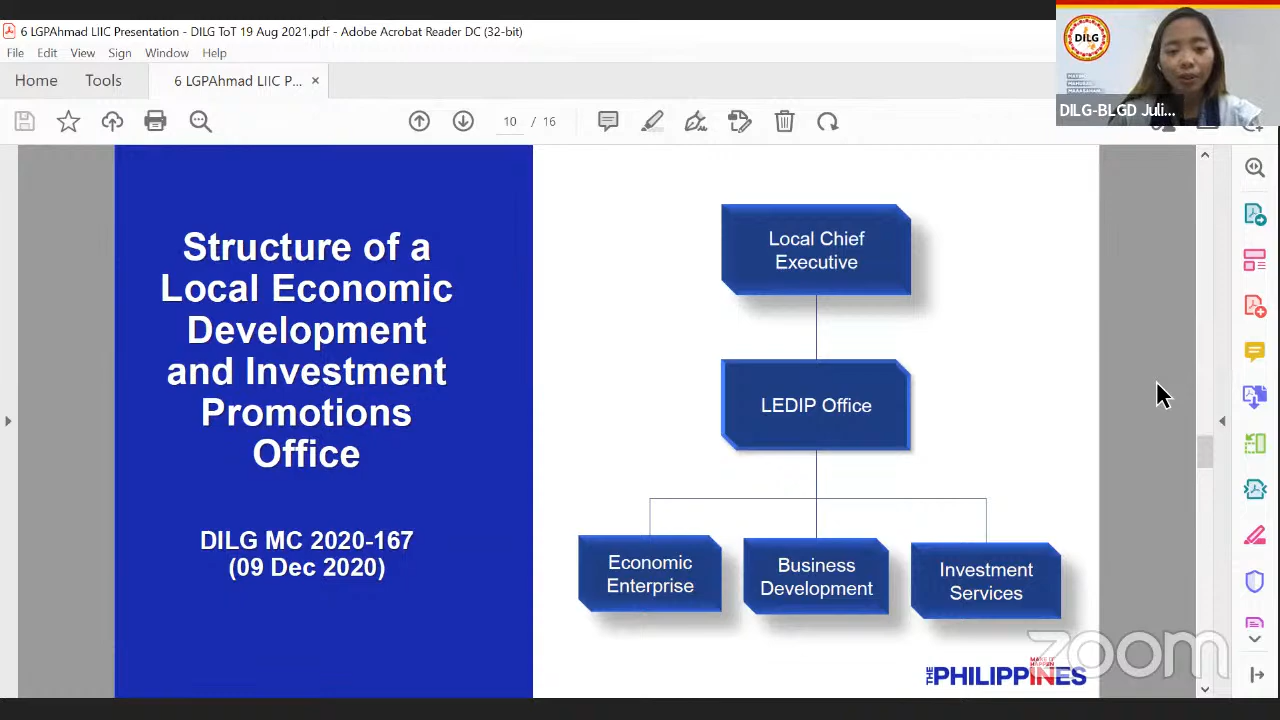 6 LGPAhmad LIIC Presentation - DILG ToT 19 Aug 2021.pdf - Adobe Acrobat Reader DC (32-bit)
File Edit View Sign Window Help
Home Tools 6 LGPAhmad LIIC P... ×
10 / 16
DILG
DILG-BLGD Juli...
Structure of a
Local Economic
Development
and Investment
Promotions
Office
DILG MC 2020-167
(09 Dec 2020)
Local Chief
Executive
LEDIP Office
Economic
Enterprise
Business
Development
Investment
Services
zoom
THE PHILIPPINES